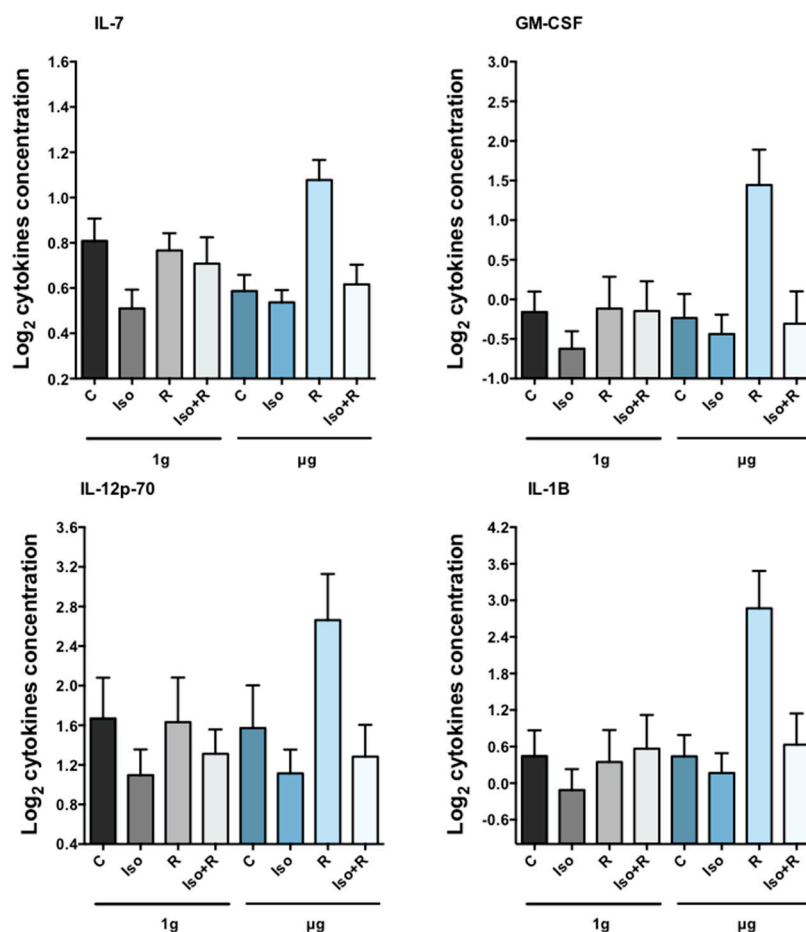 IL-7
Log2 cytokines concentration
1.6
1.4
1.2
1.0
0.8
0.6
0.4
0.2
C
Iso
R
Iso+R
C
Iso
R
Iso+R
1g
µg
GM-CSF
Log2 cytokines concentration
3.0
2.5
2.0
1.5
1.0
0.5
0.0
-0.5
-1.0
C
Iso
R
Iso+R
C
Iso
R
Iso+R
1g
µg
IL-12p-70
Log2 cytokines concentration
3.6
3.2
2.8
2.4
2.0
1.6
1.2
0.8
0.4
C
Iso
R
Iso+R
C
Iso
R
Iso+R
1g
µg
IL-1B
Log2 cytokines concentration
4.2
3.6
3.0
2.4
1.8
1.2
0.6
0.0
-0.6
C
Iso
R
Iso+R
C
Iso
R
Iso+R
1g
µg